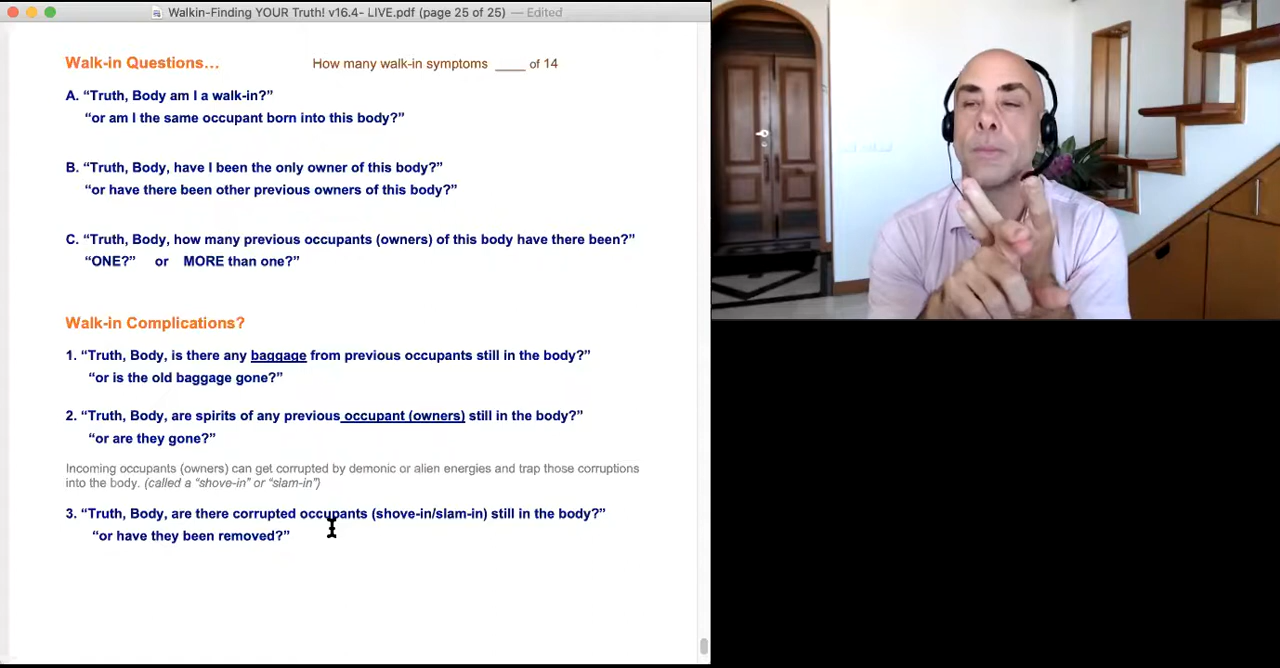 Walkin-Finding YOUR Truth! v16.4- LIVE.pdf (page 25 of 25) — Edited
Walk-in Questions… How many walk-in symptoms ____ of 14
A. “Truth, Body am I a walk-in?”
“or am I the same occupant born into this body?”
B. “Truth, Body, have I been the only owner of this body?”
“or have there been other previous owners of this body?”
C. “Truth, Body, how many previous occupants (owners) of this body have there been?”
“ONE?” or MORE than one?”
Walk-in Complications?
1. “Truth, Body, is there any baggage from previous occupants still in the body?”
“or is the old baggage gone?”
2. “Truth, Body, are spirits of any previous occupant (owners) still in the body?”
“or are they gone?”
Incoming occupants (owners) can get corrupted by demonic or alien energies and trap those corruptions
into the body. (called a “shove-in” or “slam-in”)
3. “Truth, Body, are there corrupted occupants (shove-in/slam-in) still in the body?”
“or have they been removed?”